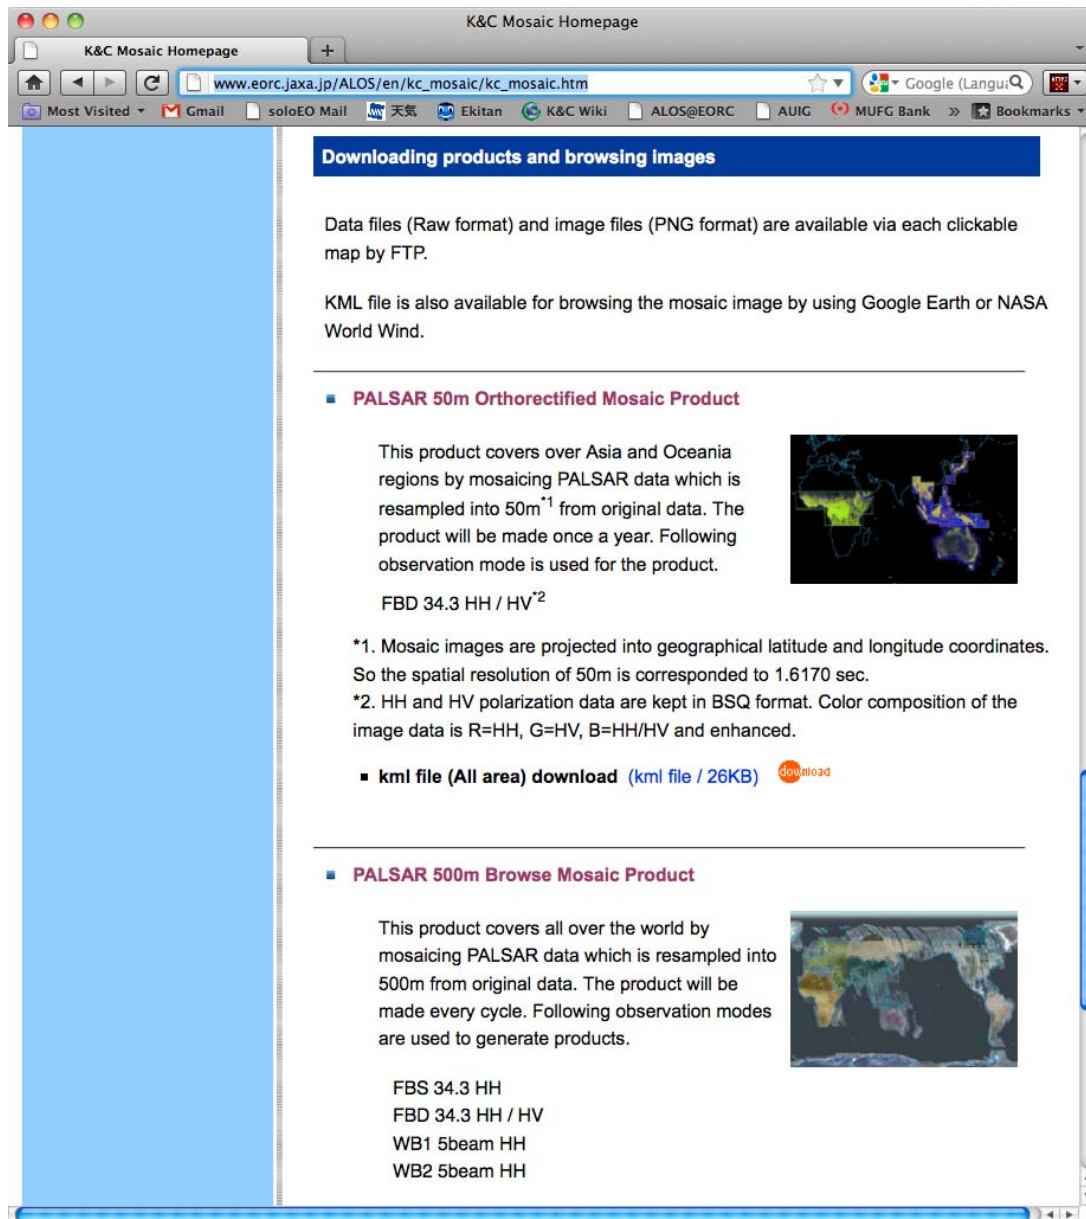 K&C Mosaic Homepage
K&C Mosaic Homepage
www.eorc.jaxa.jp/ALOS/en/kc_mosaic/kc_mosaic.htm
Google (Langua
Most Visited Gmail soloEO Mail 天気 Ekitan K&C Wiki ALOS@EORC AUIG MUFG Bank » Bookmarks
Downloading products and browsing images
Data files (Raw format) and image files (PNG format) are available via each clickable
map by FTP.
KML file is also available for browsing the mosaic image by using Google Earth or NASA
World Wind.
PALSAR 50m Orthorectified Mosaic Product
This product covers over Asia and Oceania
regions by mosaicing PALSAR data which is
resampled into 50m*1 from original data. The
product will be made once a year. Following
observation mode is used for the product.
FBD 34.3 HH / HV*2
*1. Mosaic images are projected into geographical latitude and longitude coordinates.
So the spatial resolution of 50m is corresponded to 1.6170 sec.
*2. HH and HV polarization data are kept in BSQ format. Color composition of the
image data is R=HH, G=HV, B=HH/HV and enhanced.
kml file (All area) download (kml file / 26KB) download
PALSAR 500m Browse Mosaic Product
This product covers all over the world by
mosaicing PALSAR data which is resampled into
500m from original data. The product will be
made every cycle. Following observation modes
are used to generate products.
FBS 34.3 HH
FBD 34.3 HH / HV
WB1 5beam HH
WB2 5beam HH